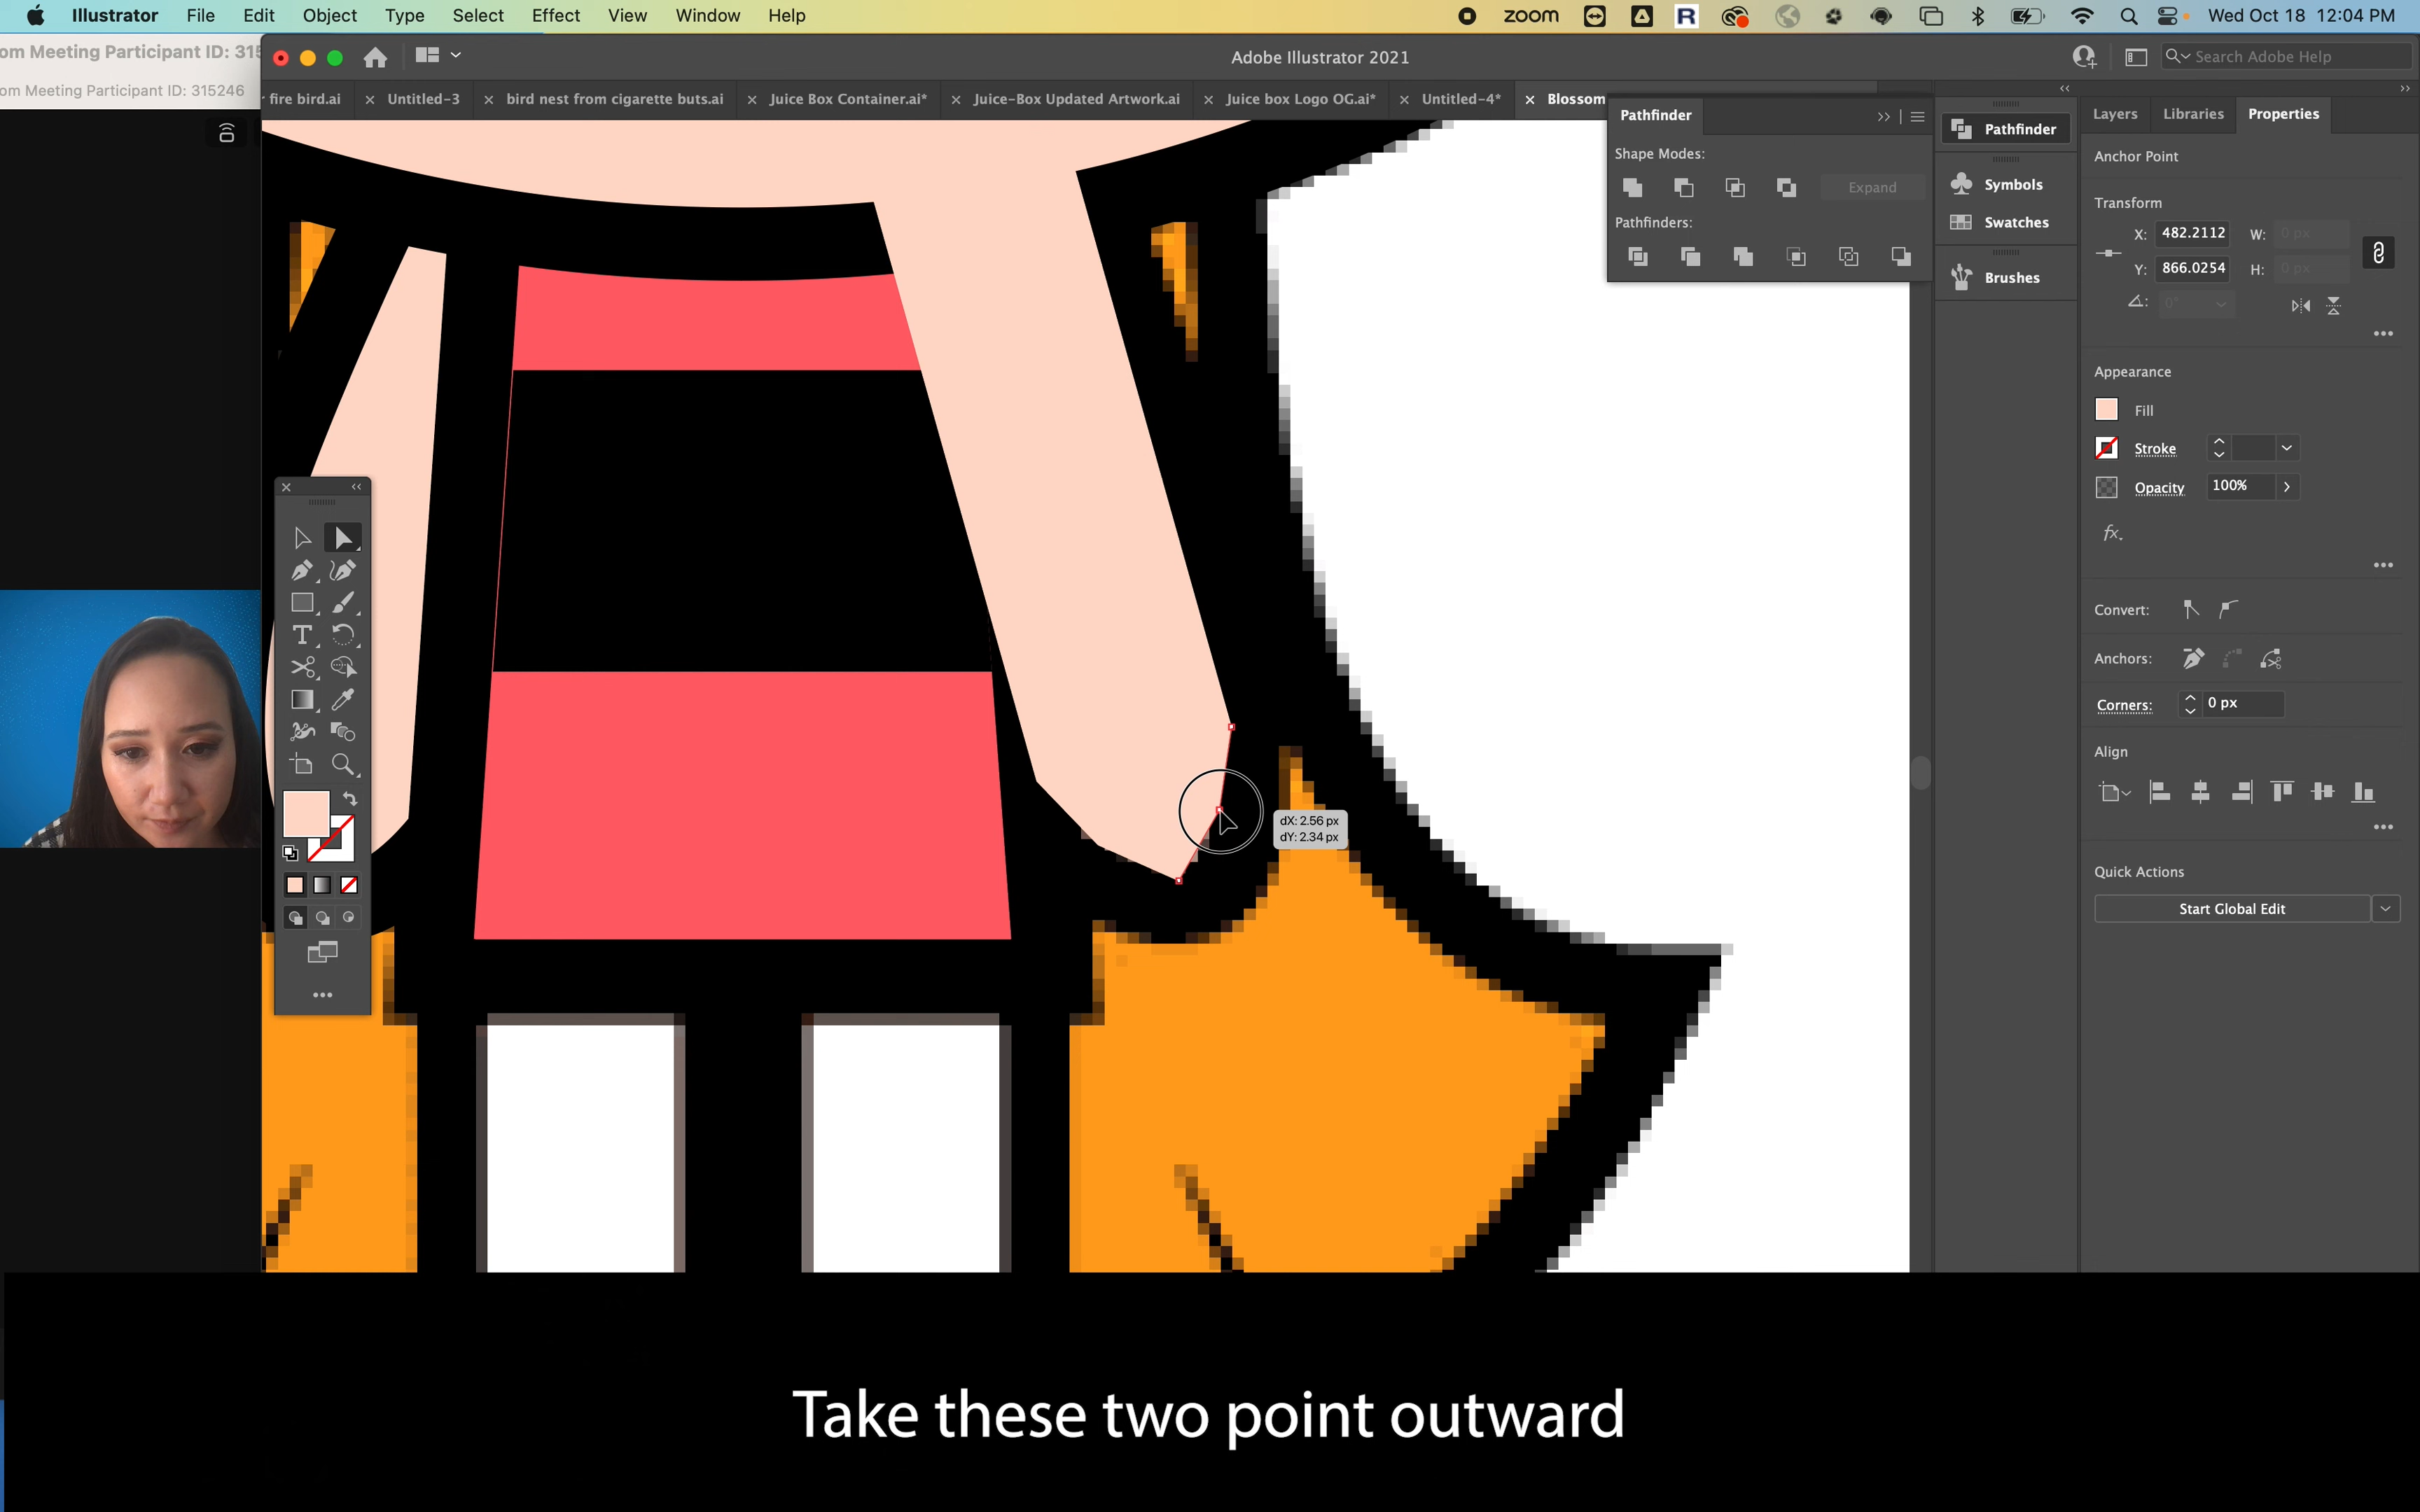 Illustrator File Edit Object Type Select Effect View Window Help
zoom
R
Wed Oct 18 12:04 PM
om Meeting Participant ID: 315
om Meeting Participant ID: 315246
Adobe Illustrator 2021
Search Adobe Help
fire bird.ai
Untitled-3
bird nest from cigarette buts.ai
Juice Box Container.ai*
Juice-Box Updated Artwork.ai
Juice box Logo OG.ai*
Untitled-4*
Blossom
Pathfinder
Shape Modes:
Expand
Pathfinders:
Pathfinder
Symbols
Swatches
Brushes
Layers Libraries Properties
Anchor Point
Transform
X: 482.2112 W: 0 px
Y: 866.0254 H: 0 px
0°
Appearance
Fill
Stroke
Opacity 100%
fx.
Convert:
Anchors:
Corners: 0 px
Align
Quick Actions
Start Global Edit
dX: 2.56 px
dY: 2.34 px
Take these two point outward